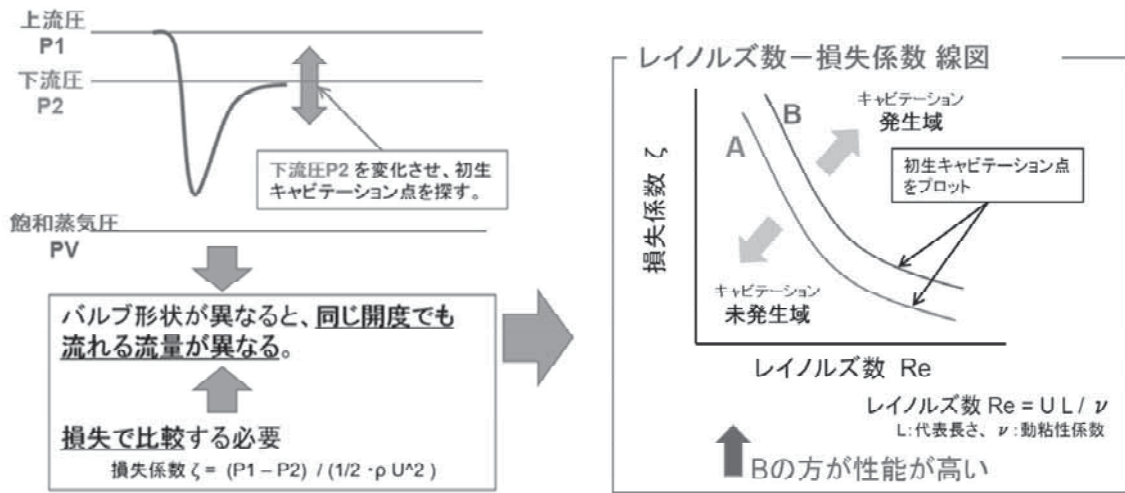 上流圧
P1
下流圧
P2
下流圧P2 を変化させ、初生
キャビテーション点を探す。
飽和蒸気圧
PV
バルブ形状が異なると、同じ開度でも
流れる流量が異なる。
損失で比較する必要
損失係数 ζ = (P1 – P2) / (1/2 ・ρ U^2 )
レイノルズ数ー損失係数 線図
損失係数 ζ
A
B
キャビテーション
発生域
初生キャビテーション点
をプロット
キャビテーション
未発生域
レイノルズ数 Re
レイノルズ数 Re = U L / ν
L:代表長さ、 ν:動粘性係数
Bの方が性能が高い